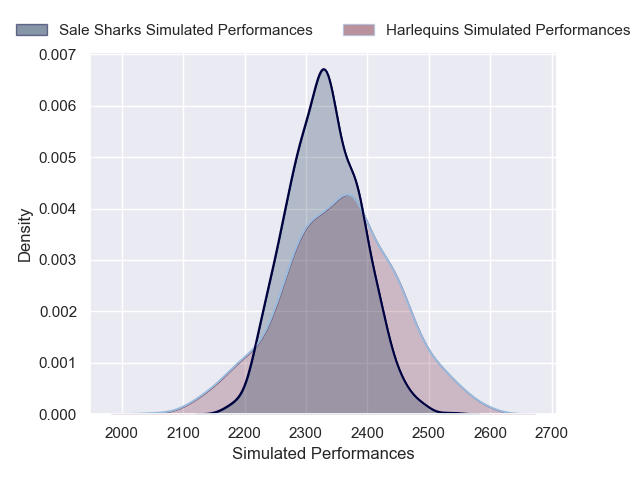 Sale Sharks Simulated Performances Harlequins Simulated Performances
0.007
0.006
0.005
0.004
0.003
0.002
0.001
0.000
Density
2000 2100 2200 2300 2400 2500 2600 2700
Simulated Performances